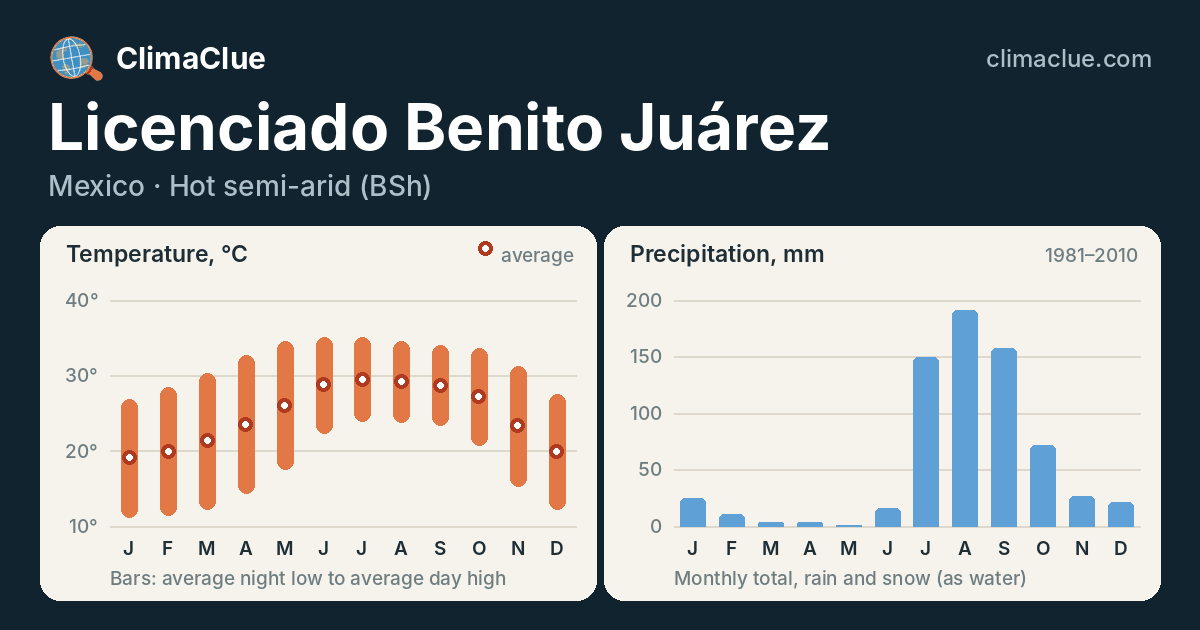 ClimaClue
climaclue.com
Licenciado Benito Juárez
Mexico · Hot semi-arid (BSh)
Temperature, °C
average
40°
30°
20°
10°
J F M A M J J A S O N D
Bars: average night low to average day high
Precipitation, mm
1981–2010
200
150
100
50
0
J F M A M J J A S O N D
Monthly total, rain and snow (as water)